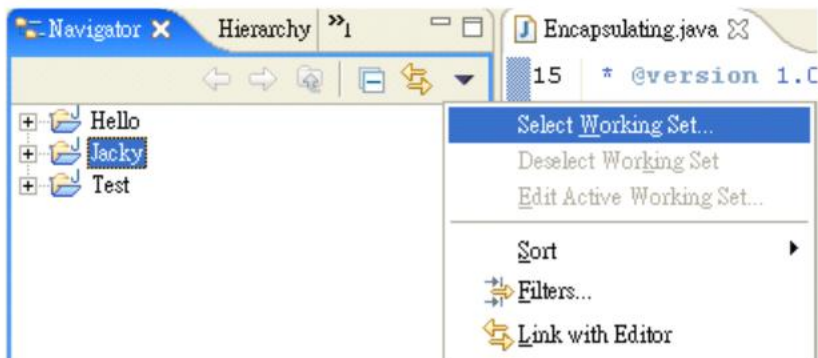 Navigator Hierarchy »1 Encapsulating.java
15 * @version 1.0
Hello
Jacky
Test
Select Working Set...
Deselect Working Set
Edit Active Working Set...
Sort
Filters...
Link with Editor